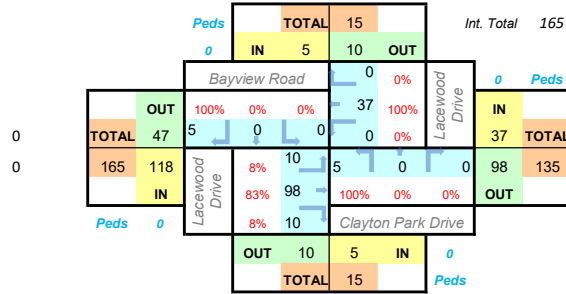 Peds TOTAL 15 Int. Total 165
0 IN 5 10 OUT
Bayview Road 0 0% Lacewood Drive 0 Peds
OUT 100% 0% 0% 37 100% IN
0 TOTAL 47 5 0 0 0 0% 37 TOTAL
0 165 118 Lacewood Drive 8% 10 5 0 0 98 135
IN 83% 98 100% 0% 0% OUT
Peds 0 8% 10 Clayton Park Drive
OUT 10 5 IN 0
TOTAL 15 Peds